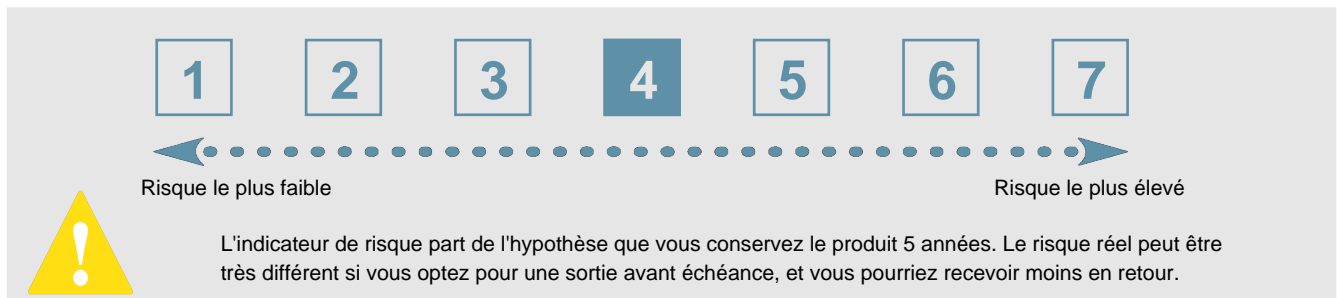 1 2 3 4 5 6 7
Risque le plus faible Risque le plus élevé
!
L'indicateur de risque part de l'hypothèse que vous conservez le produit 5 années. Le risque réel peut être
très différent si vous optez pour une sortie avant échéance, et vous pourriez recevoir moins en retour.